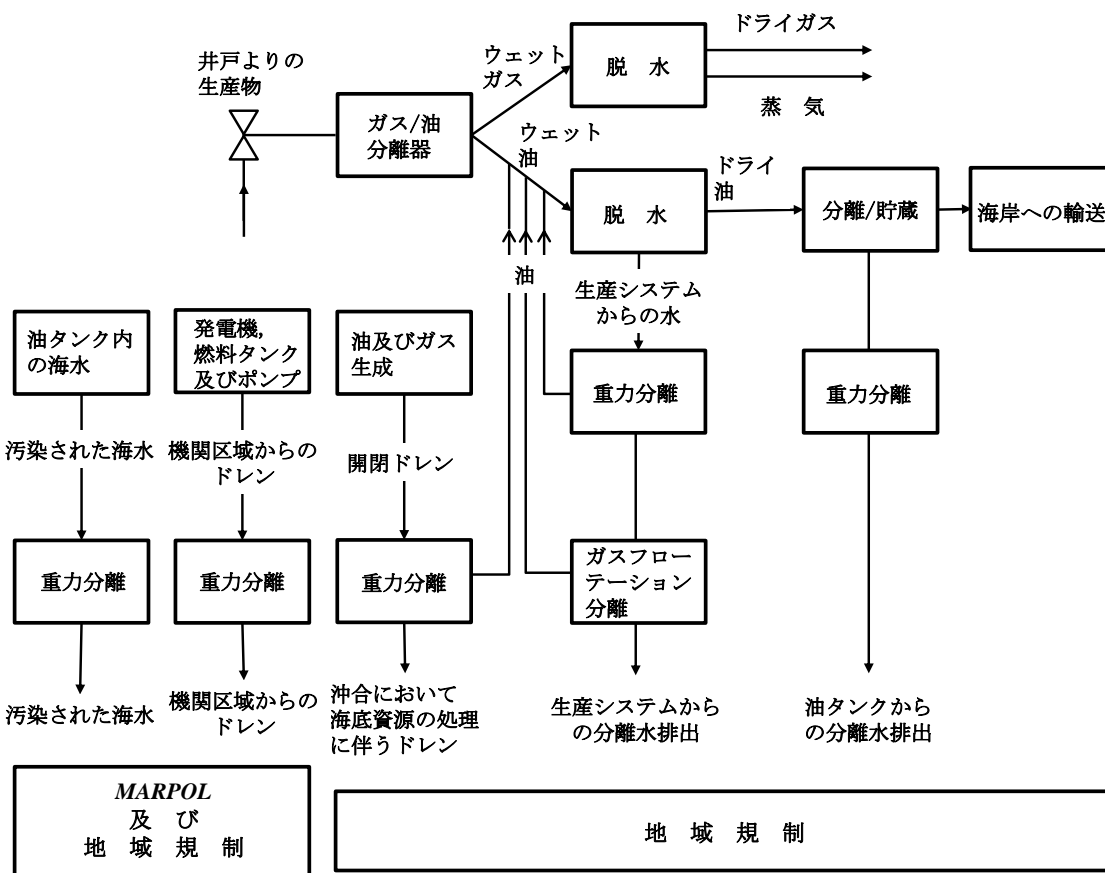 ドライガス
井戸よりの
生産物
ウェット
ガス
脱 水
蒸 気
ガス/油
分離器
ウェット
油
ドライ
油
脱 水
分離/貯蔵
海岸への輸送
油
生産システム
からの水
油タンク内
の海水
発電機,
燃料タンク
及びポンプ
油及びガス
生成
重力分離
重力分離
汚染された海水
機関区域からの
ドレン
開閉ドレン
重力分離
重力分離
重力分離
ガスフロー
テーション
分離
汚染された海水
機関区域からの
ドレン
沖合において
海底資源の処理
に伴うドレン
生産システムから
の分離水排出
油タンクから
の分離水排出
MARPOL
及 び
地 域 規 制
地 域 規 制